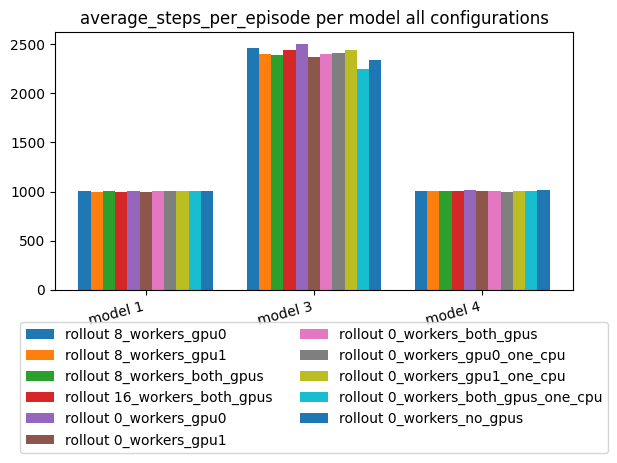 average_steps_per_episode per model all configurations
2500
2000
1500
1000
500
0
model 1
model 3
model 4
rollout 8_workers_gpu0
rollout 8_workers_gpu1
rollout 8_workers_both_gpus
rollout 16_workers_both_gpus
rollout 0_workers_gpu0
rollout 0_workers_gpu1
rollout 0_workers_both_gpus
rollout 0_workers_gpu0_one_cpu
rollout 0_workers_gpu1_one_cpu
rollout 0_workers_both_gpus_one_cpu
rollout 0_workers_no_gpus